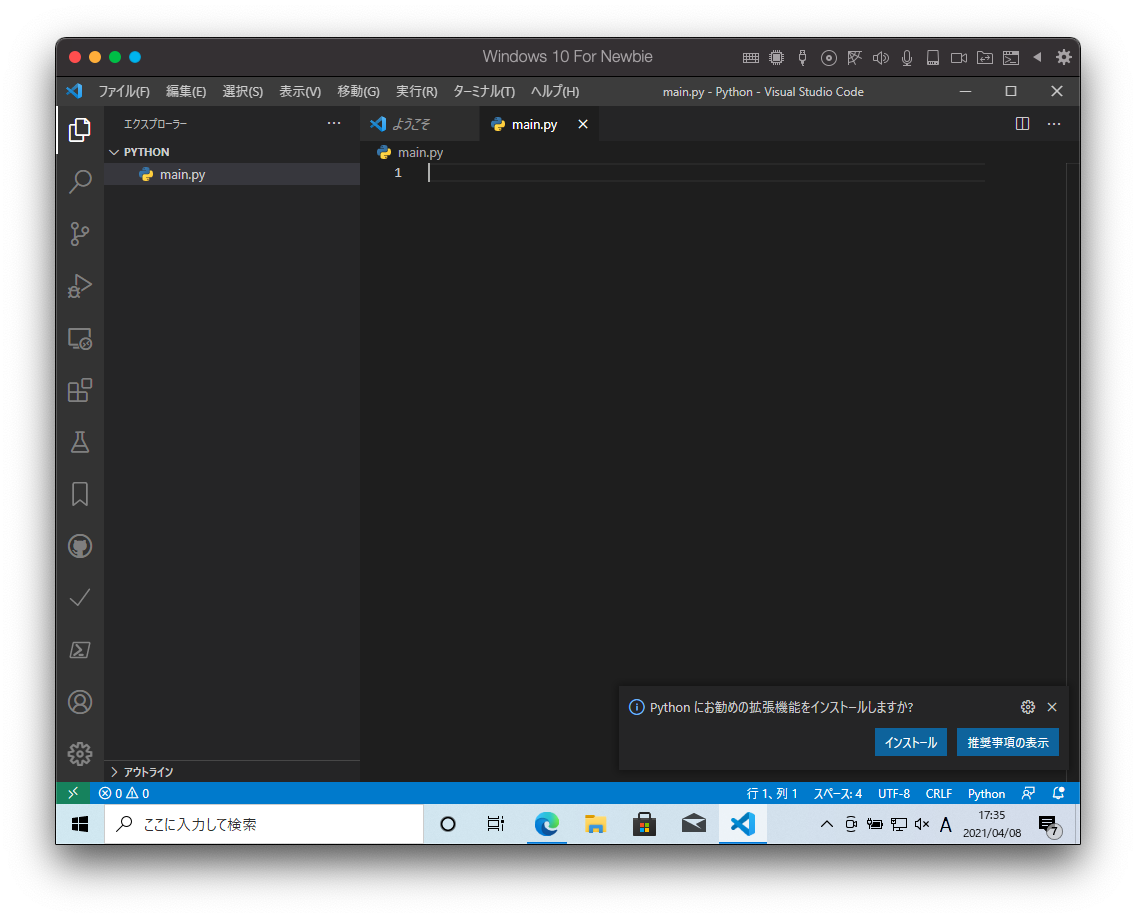 Windows 10 For Newbie
ファイル(F) 編集(E) 選択(S) 表示(V) 移動(G) 実行(R) ターミナル(T) ヘルプ(H) main.py - Python - Visual Studio Code
エクスプローラー ··· ようこそ main.py ···
PYTHON
main.py
main.py
1
Python にお勧めの拡張機能をインストールしますか?
インストール 推奨事項の表示
アウトライン
0 0 行 1、列 1 スペース: 4 UTF-8 CRLF Python
ここに入力して検索 A 17:35
2021/04/08 7